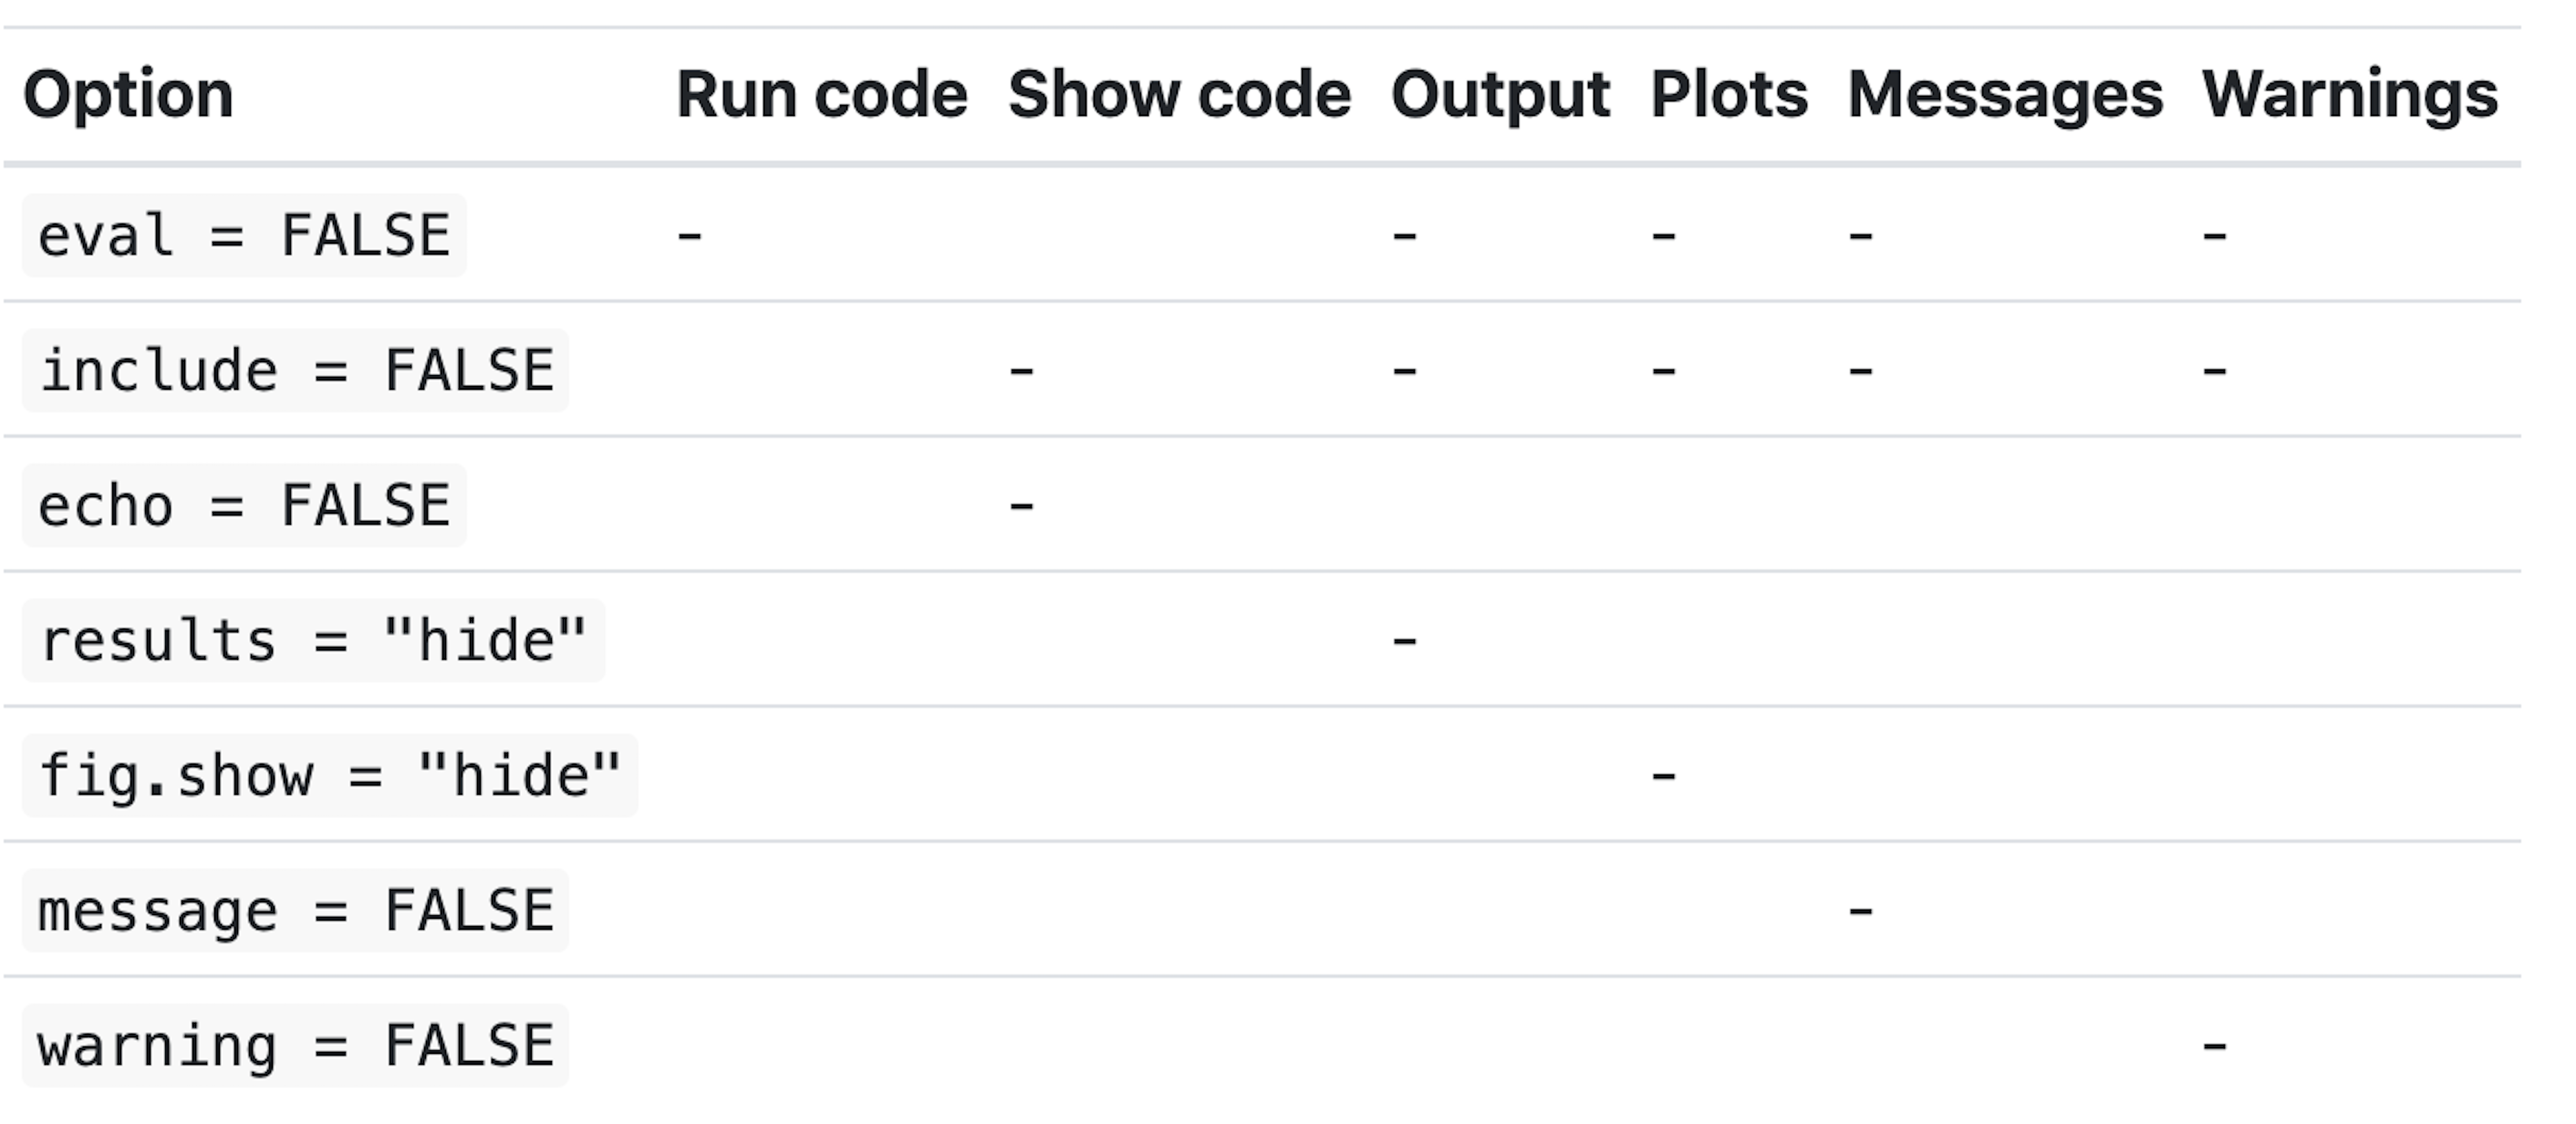 Option Run code Show code Output Plots Messages Warnings
eval = FALSE - - - - -
include = FALSE - - - - -
echo = FALSE -
results = "hide" -
fig.show = "hide" -
message = FALSE -
warning = FALSE -